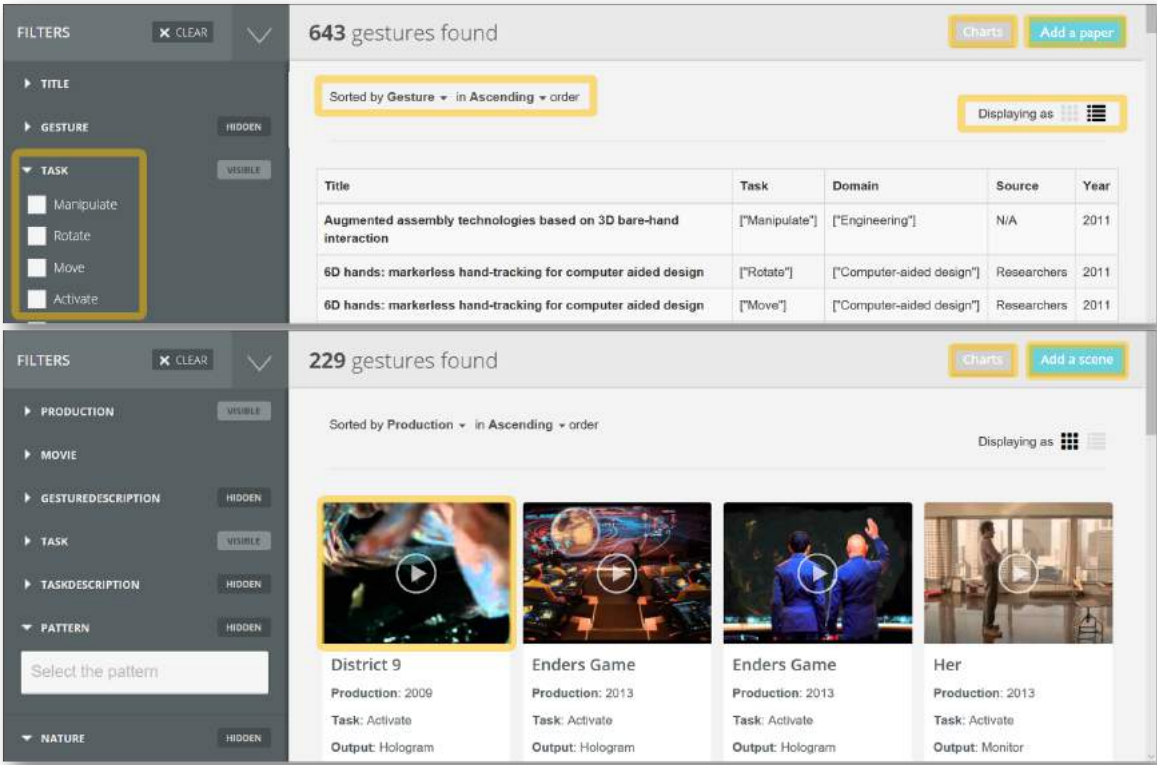 FILTERS
CLEAR
643 gestures found
Charts
Add a paper
TITLE
GESTURE
HIDDEN
TASK
VISIBLE
Manipulate
Rotate
Move
Activate
Sorted by Gesture in Ascending order
Displaying as
Title Task Domain Source Year
Augmented assembly technologies based on 3D bare-hand
interaction
["Manipulate"] ["Engineering"] N/A 2011
6D hands: markerless hand-tracking for computer aided design ["Rotate"] ["Computer-aided design"] Researchers 2011
6D hands: markerless hand-tracking for computer aided design ["Move"] ["Computer-aided design"] Researchers 2011
FILTERS
CLEAR
229 gestures found
Charts
Add a scene
PRODUCTION
VISIBLE
MOVIE
GESTUREDESCRIPTION
HIDDEN
TASK
VISIBLE
TASKDESCRIPTION
HIDDEN
PATTERN
HIDDEN
Select the pattern
NATURE
HIDDEN
Sorted by Production in Ascending order
Displaying as
District 9
Production: 2009
Task: Activate
Output: Hologram
Enders Game
Production: 2013
Task: Activate
Output: Hologram
Enders Game
Production: 2013
Task: Activate
Output: Hologram
Her
Production: 2013
Task: Activate
Output: Monitor